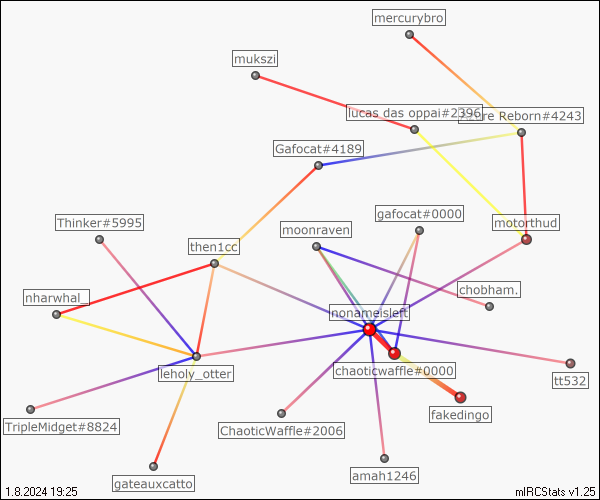 mercurybro
mukszi
lucas das oppai#2396
re Reborn#4243
Gafocat#4189
Thinker#5995
gafocat#0000
moonraven
motorthud
then1cc
chobham.
nharwhal_
nonameisleft
leholy_otter
chaoticwaffle#0000
tt532
fakedingo
TripleMidget#8824
ChaoticWaffle#2006
amah1246
gateauxcatto
1.8.2024 19:25
mIRCStats v1.25